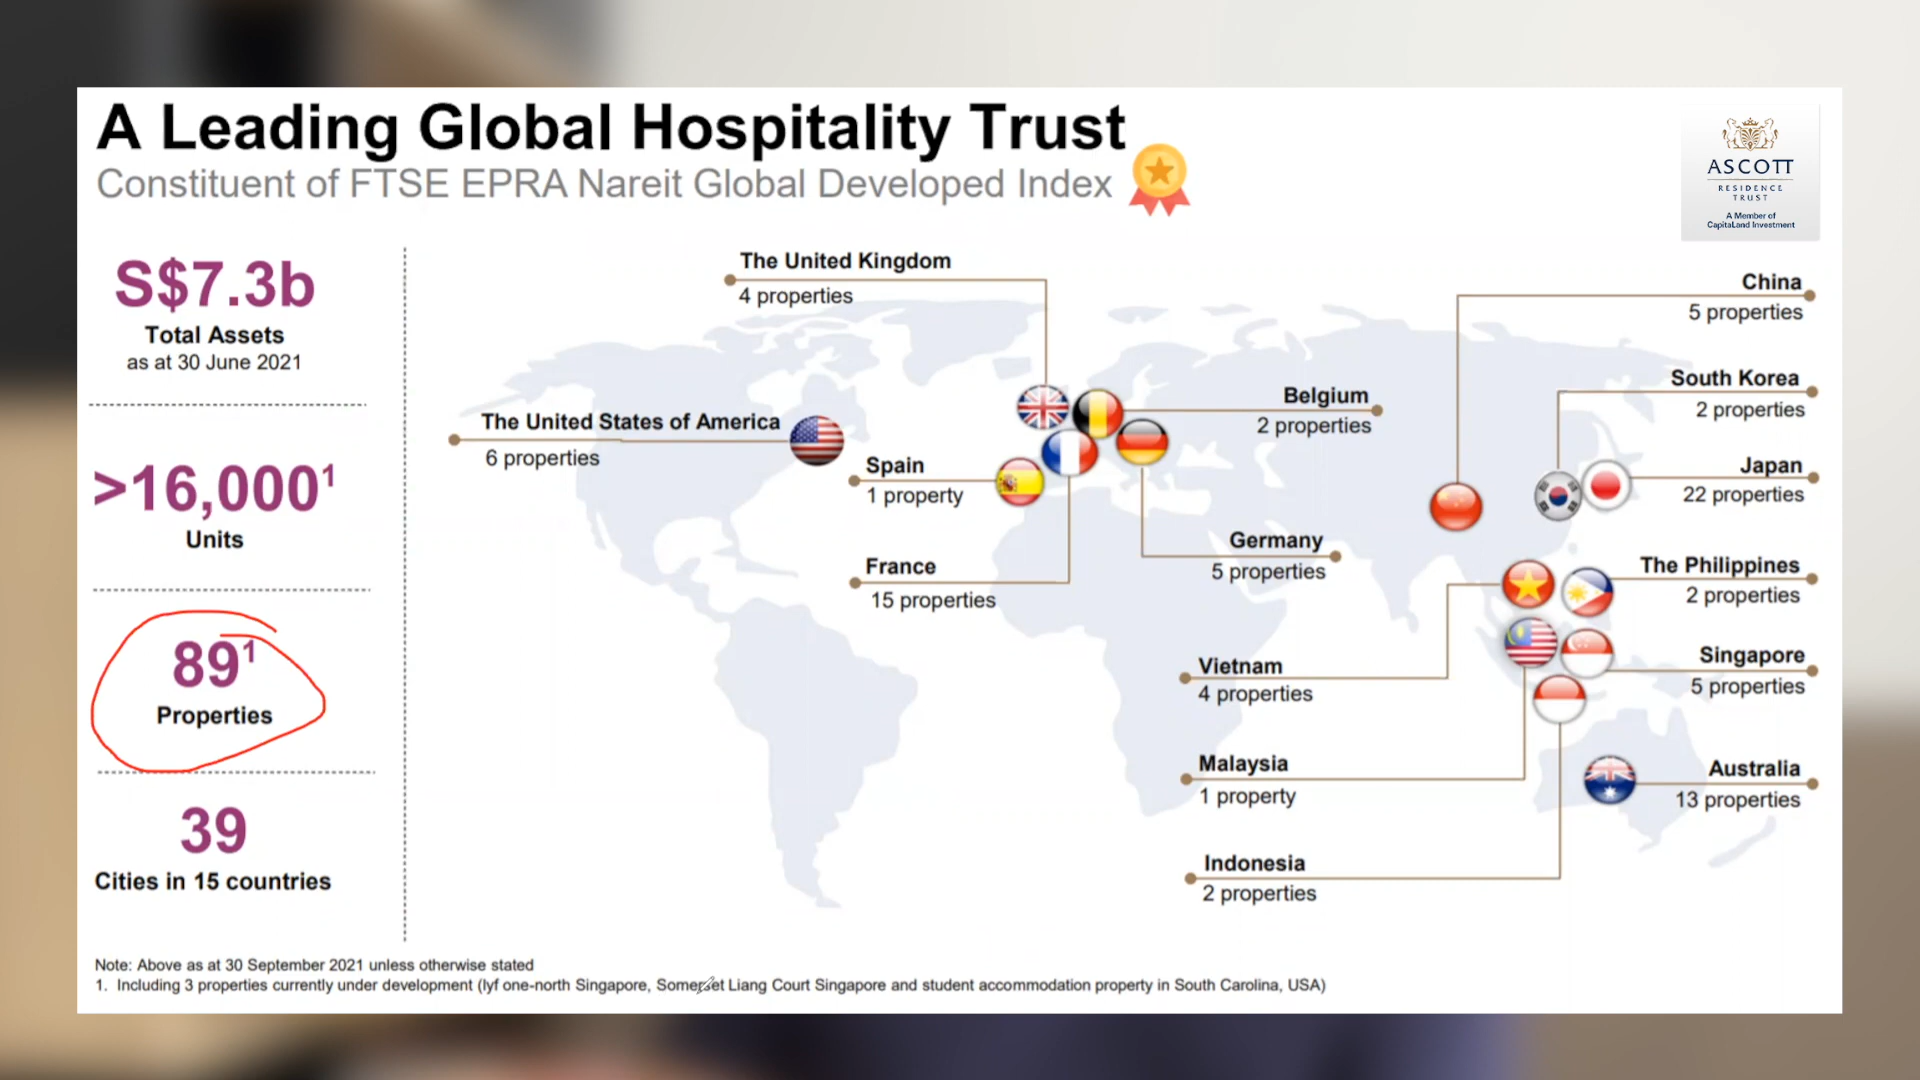 A Leading Global Hospitality Trust
Constituent of FTSE EPRA Nareit Global Developed Index
ASCOTT
RESIDENCE
TRUST
A Member of
CapitaLand Investment
S$7.3b
Total Assets
as at 30 June 2021
>16,000¹
Units
89¹
Properties
39
Cities in 15 countries
The United Kingdom
4 properties
The United States of America
6 properties
Spain
1 property
France
15 properties
Belgium
2 properties
Germany
5 properties
China
5 properties
South Korea
2 properties
Japan
22 properties
The Philippines
2 properties
Vietnam
4 properties
Singapore
5 properties
Malaysia
1 property
Australia
13 properties
Indonesia
2 properties
Note: Above as at 30 September 2021 unless otherwise stated
1. Including 3 properties currently under development (lyf one-north Singapore, Somerset Liang Court Singapore and student accommodation property in South Carolina, USA)